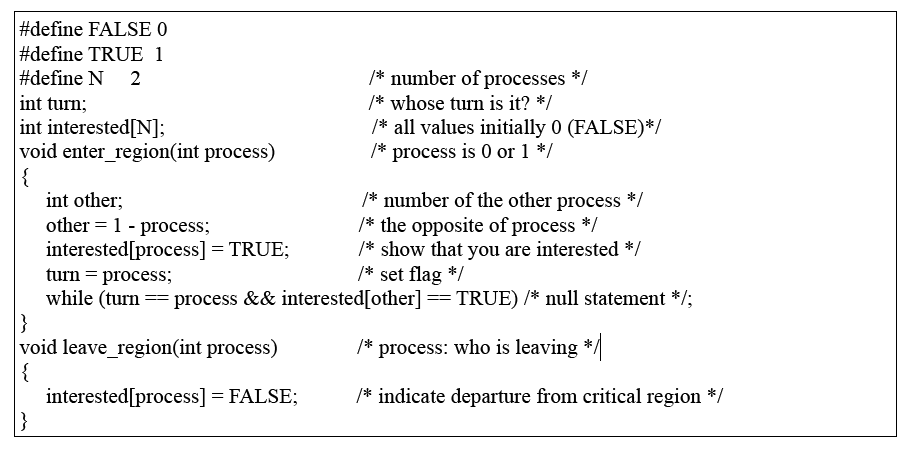 #define FALSE 0
#define TRUE 1
#define N 2 /* number of processes */
int turn; /* whose turn is it? */
int interested[N]; /* all values initially 0 (FALSE)*/
void enter_region(int process) /* process is 0 or 1 */
{
int other; /* number of the other process */
other = 1 - process; /* the opposite of process */
interested[process] = TRUE; /* show that you are interested */
turn = process; /* set flag */
while (turn == process && interested[other] == TRUE) /* null statement */;
}
void leave_region(int process) /* process: who is leaving */
{
interested[process] = FALSE; /* indicate departure from critical region */
}